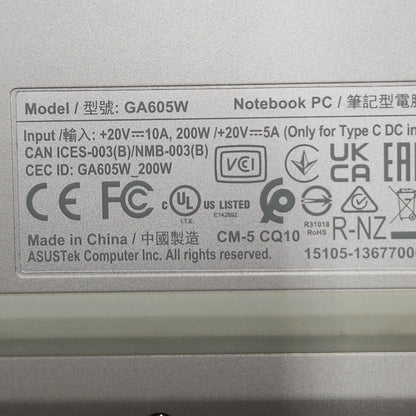 Model / 型號: GA605W Notebook PC / 筆記型電腦
Input /輸入: +20V⎓10A, 200W /+20V⎓5A (Only for Type C DC in
CAN ICES-003(B)/NMB-003(B)
CEC ID: GA605W_200W
VCI
UK CA
EAC
CE FC c UL US LISTED
I.T.E. E142692
R31018
RoHS
R-NZ
Made in China / 中國製造 CM-5 CQ10
ASUSTek Computer Inc. All rights reserved. 15105-1367700